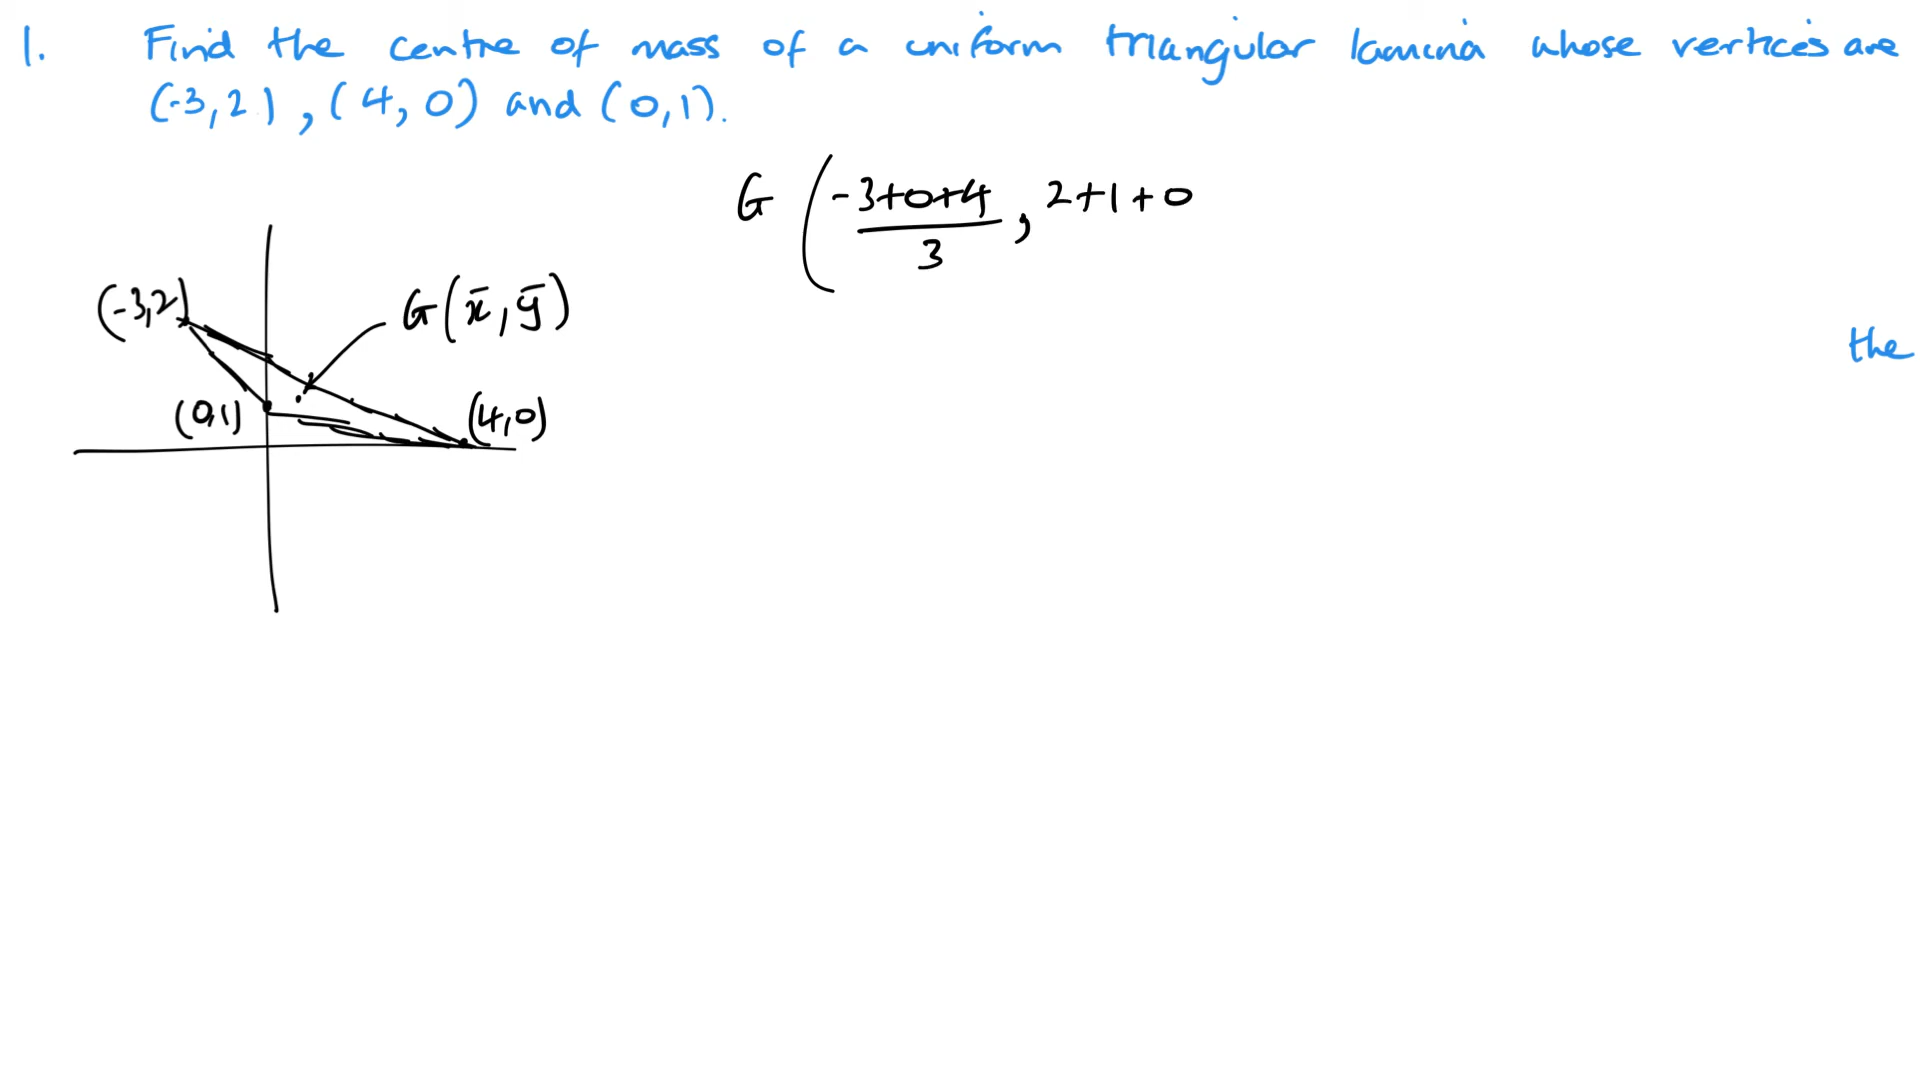 1. Find the centre of mass of a uniform triangular lamina whose vertices are
(-3,2), (4,0) and (0,1).
G (-3+0+4/3, 2+1+0
(-3,2)
G(x̄,ȳ)
the
(0,1)
(4,0)